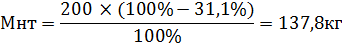 Мнт = 200 × (100% − 31,1%) / 100% = 137,8кг